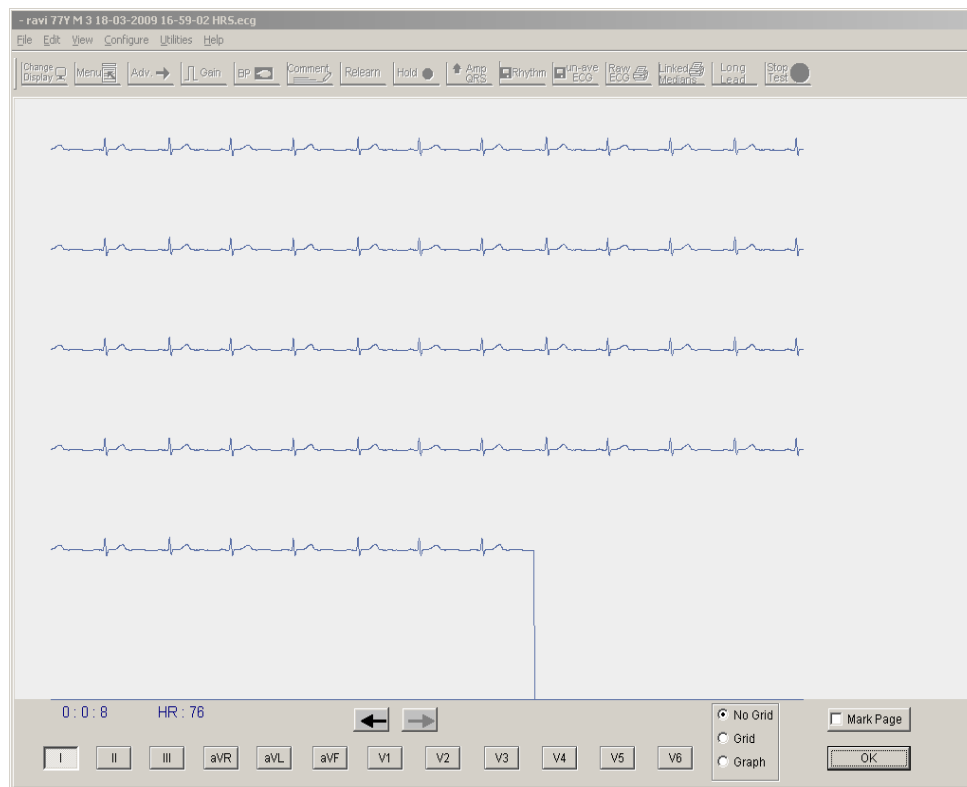 - ravi 77Y M 3 18-03-2009 16-59-02 HRS.ecg
File Edit View Configure Utilities Help
Change Display Menu Adv. Gain BP Comment Relearn Hold Amp QRS Rhythm un-ave ECG Raw ECG Linked Medians Long Lead Stop Test
0 : 0 : 8 HR : 76
No Grid
Mark Page
Grid
I II III aVR aVL aVF V1 V2 V3 V4 V5 V6
Graph
OK